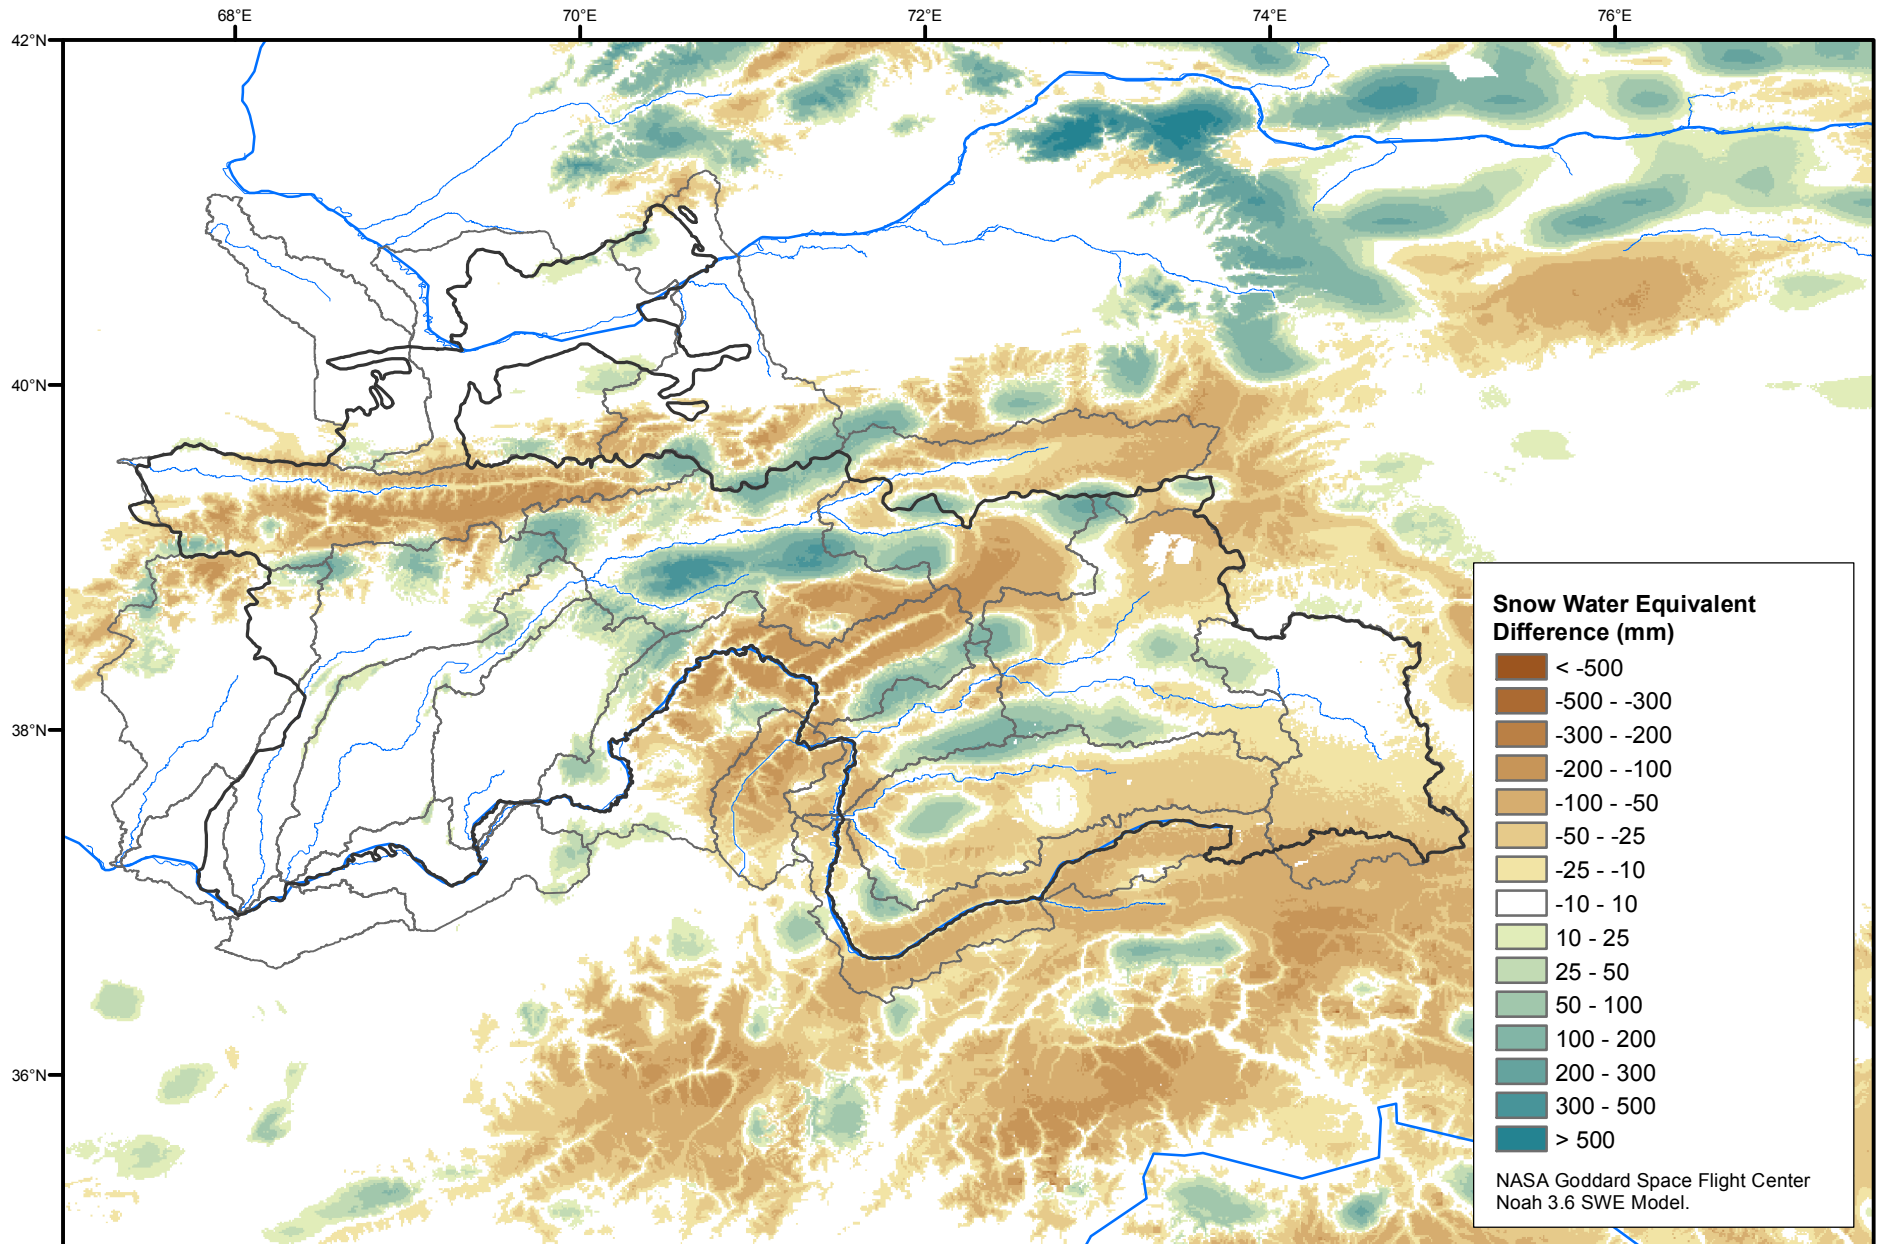 68°E 70°E 72°E 74°E 76°E
42°N
40°N
38°N
36°N
Snow Water Equivalent
Difference (mm)
< -500
-500 - -300
-300 - -200
-200 - -100
-100 - -50
-50 - -25
-25 - -10
-10 - 10
10 - 25
25 - 50
50 - 100
100 - 200
200 - 300
300 - 500
> 500
NASA Goddard Space Flight Center
Noah 3.6 SWE Model.